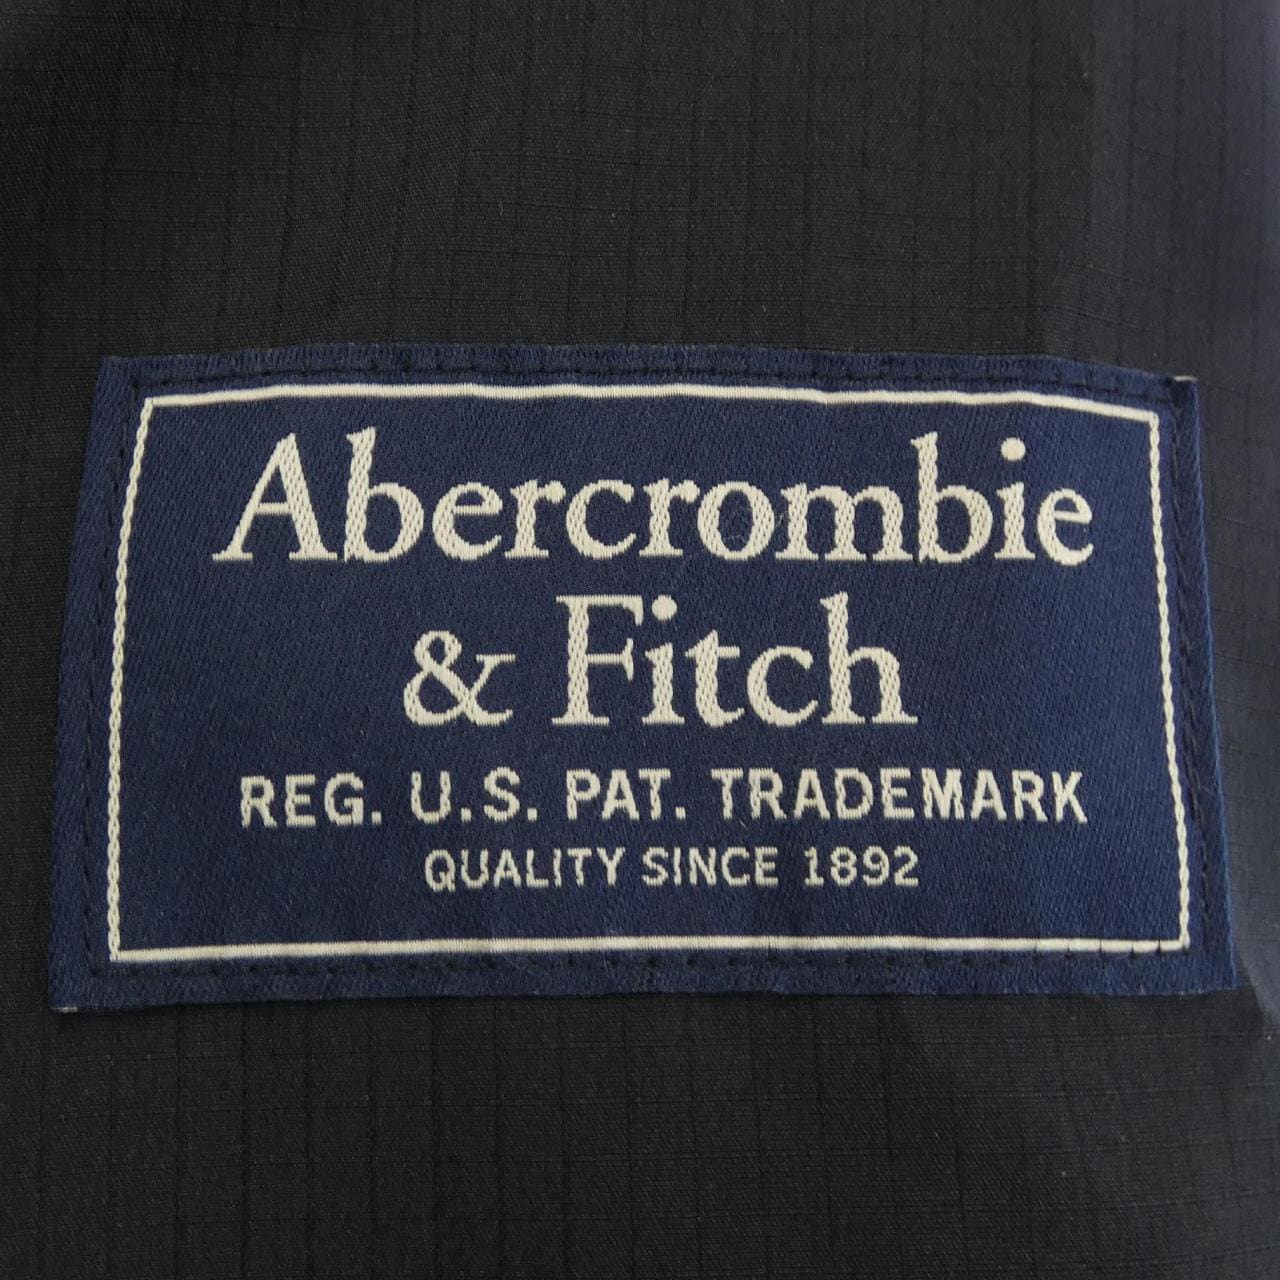 Abercrombie
& Fitch
REG. U.S. PAT. TRADEMARK
QUALITY SINCE 1892